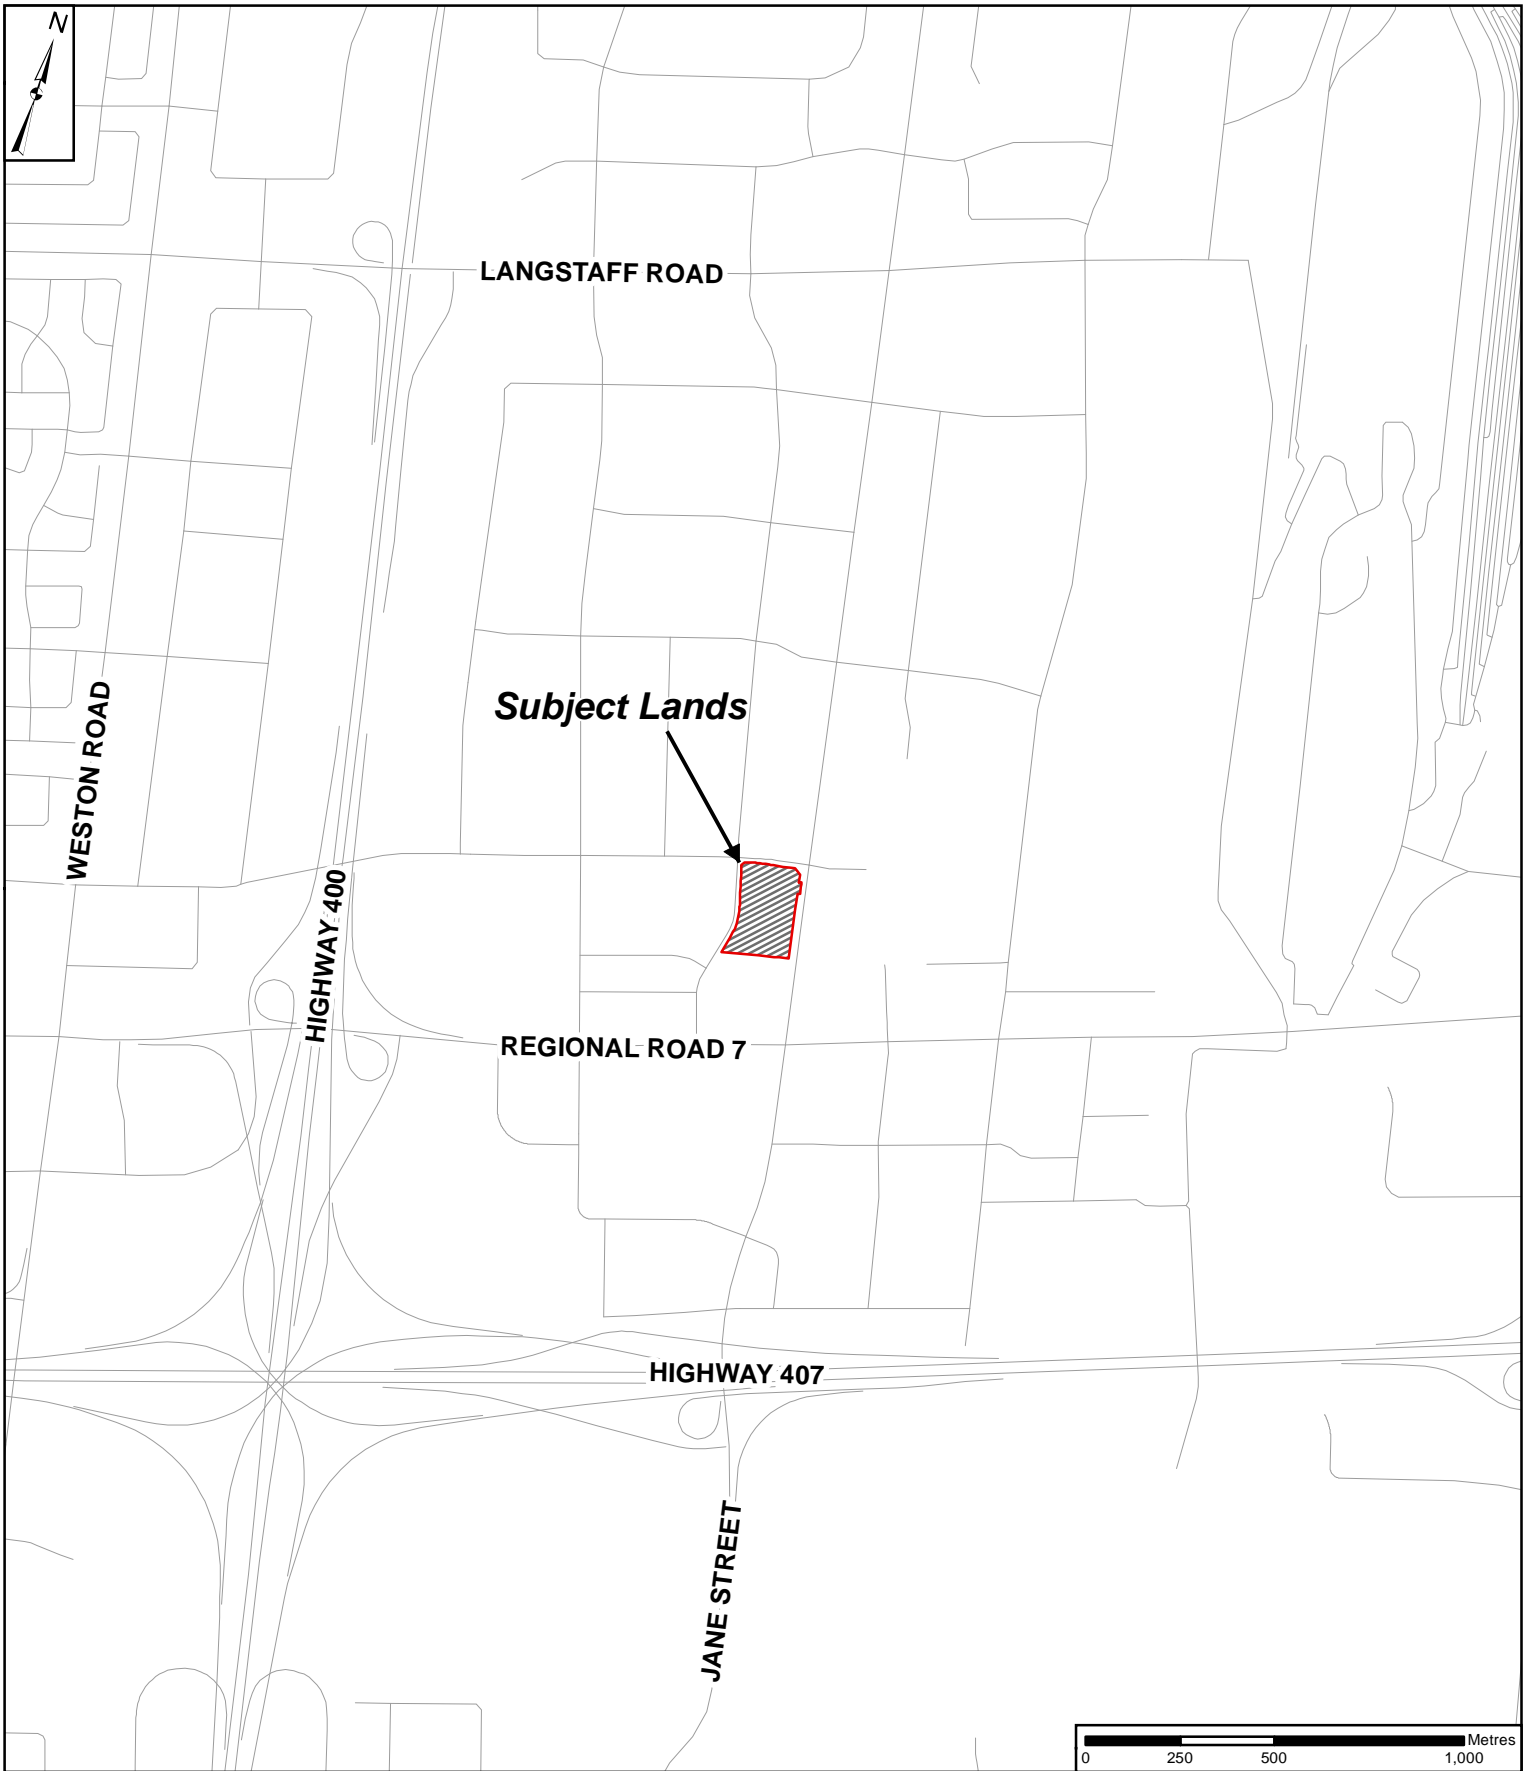 N
LANGSTAFF ROAD
Subject Lands
WESTON ROAD
HIGHWAY 400
REGIONAL ROAD 7
HIGHWAY 407
JANE STREET
Metres
0 250 500 1,000